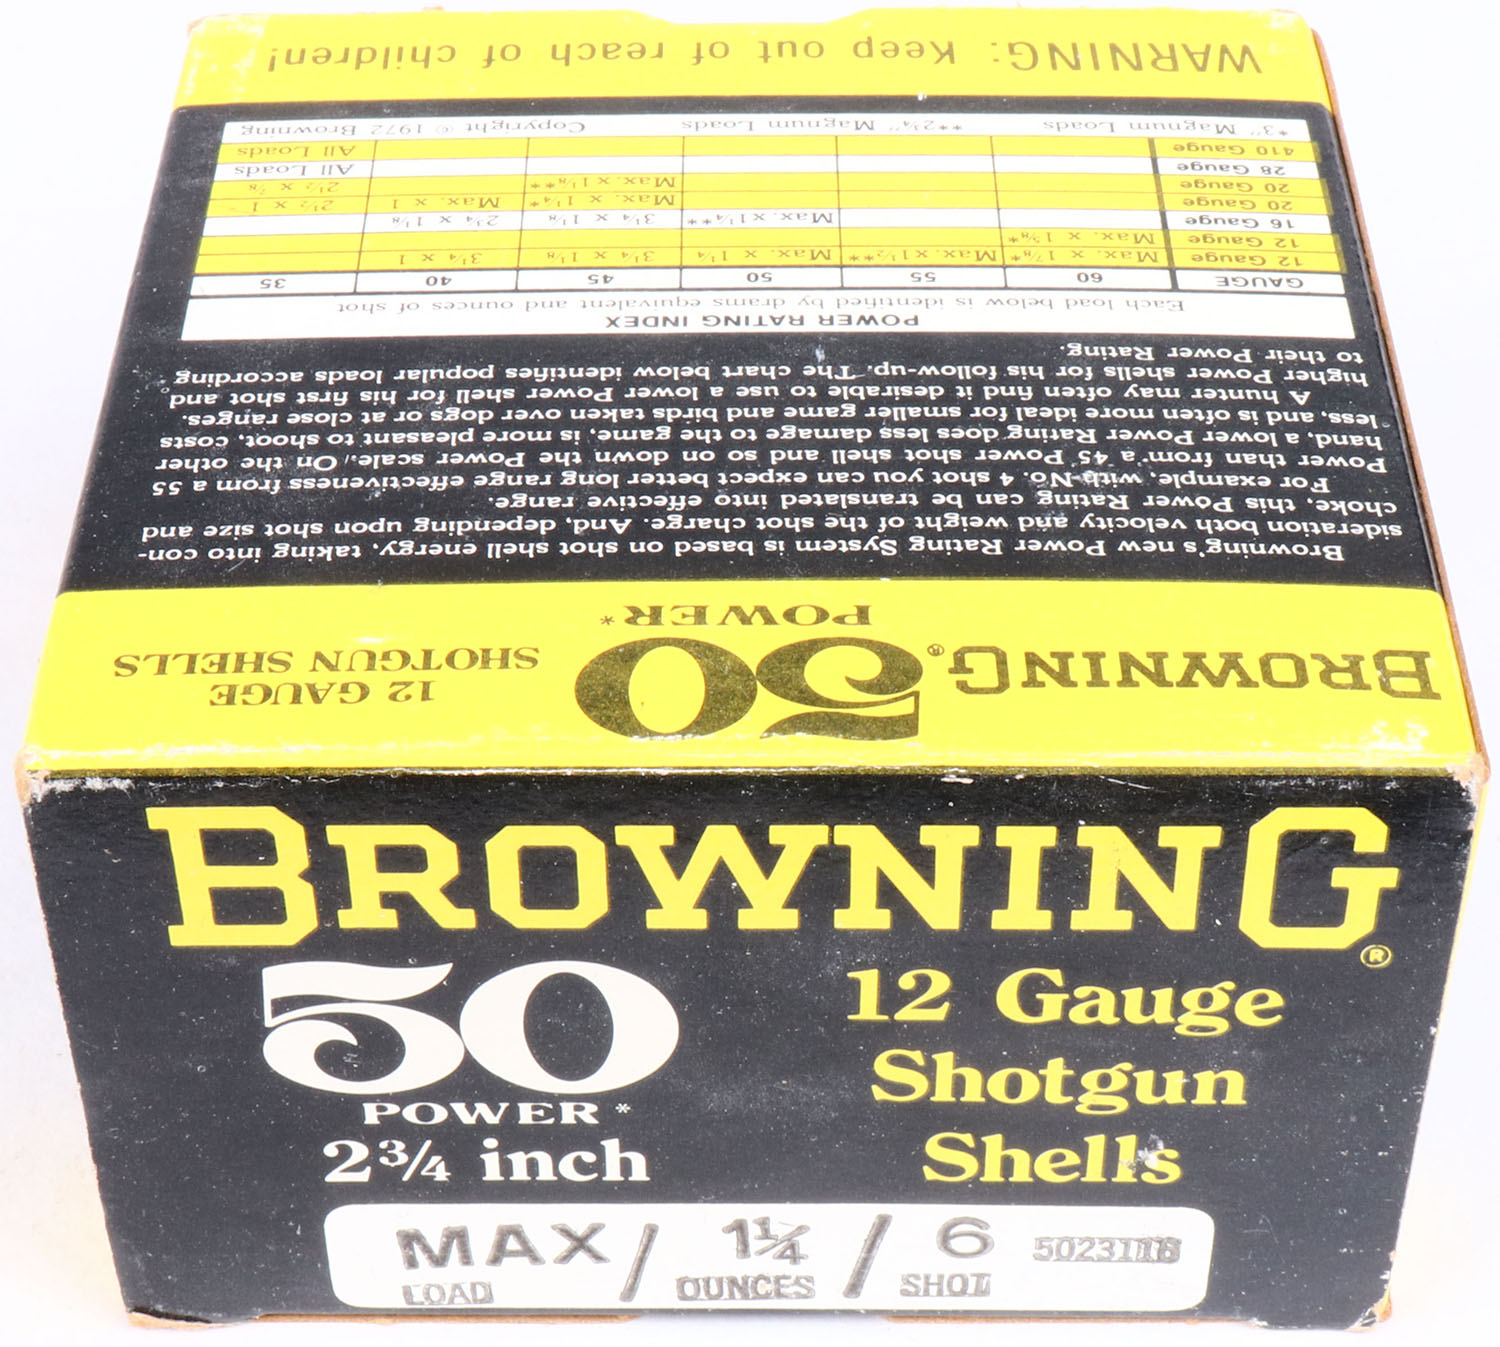 BROWNING® 50 POWER* 12 GAUGE
SHOTGUN SHELLS
Browning's new Power Rating System is based on shot shell energy, taking into con-
sideration both velocity and weight of the shot charge. And, depending upon shot size and
choke, this Power Rating can be translated into effective range.
For example, with No. 4 shot you can expect better long range effectiveness from a 55
Power than from a 45 Power shot shell and so on down the Power scale. On the other
hand, a lower Power Rating does less damage to the game, is more pleasant to shoot, costs
less, and is often more ideal for smaller game and birds taken over dogs or at close ranges.
A hunter may often find it desirable to use a lower Power shell for his first shot and
higher Power shells for his follow-up. The chart below identifies popular loads according
to their Power Rating.
POWER RATING INDEX
Each load below is identified by drams equivalent and ounces of shot
GAUGE 60 55 50 45 40 35
12 Gauge Max. x 1⅞* Max. x 1½** Max. x 1¼ 3¼ x 1⅛ 3¼ x 1
12 Gauge Max. x 1⅝*
16 Gauge Max. x 1¼** 3¼ x 1⅛ 2¾ x 1⅛
20 Gauge Max. x 1¼* Max. x 1 2½ x 1
20 Gauge Max. x 1⅛** 2½ x ⅞
28 Gauge All Loads
410 Gauge All Loads
*3" Magnum Loads **2¾" Magnum Loads Copyright © 1972 Browning
WARNING: Keep out of reach of children!
BROWNING®
50
POWER*
2¾ inch
12 Gauge
Shotgun
Shells
MAX / 1¼ / 6 5023116
LOAD OUNCES SHOT